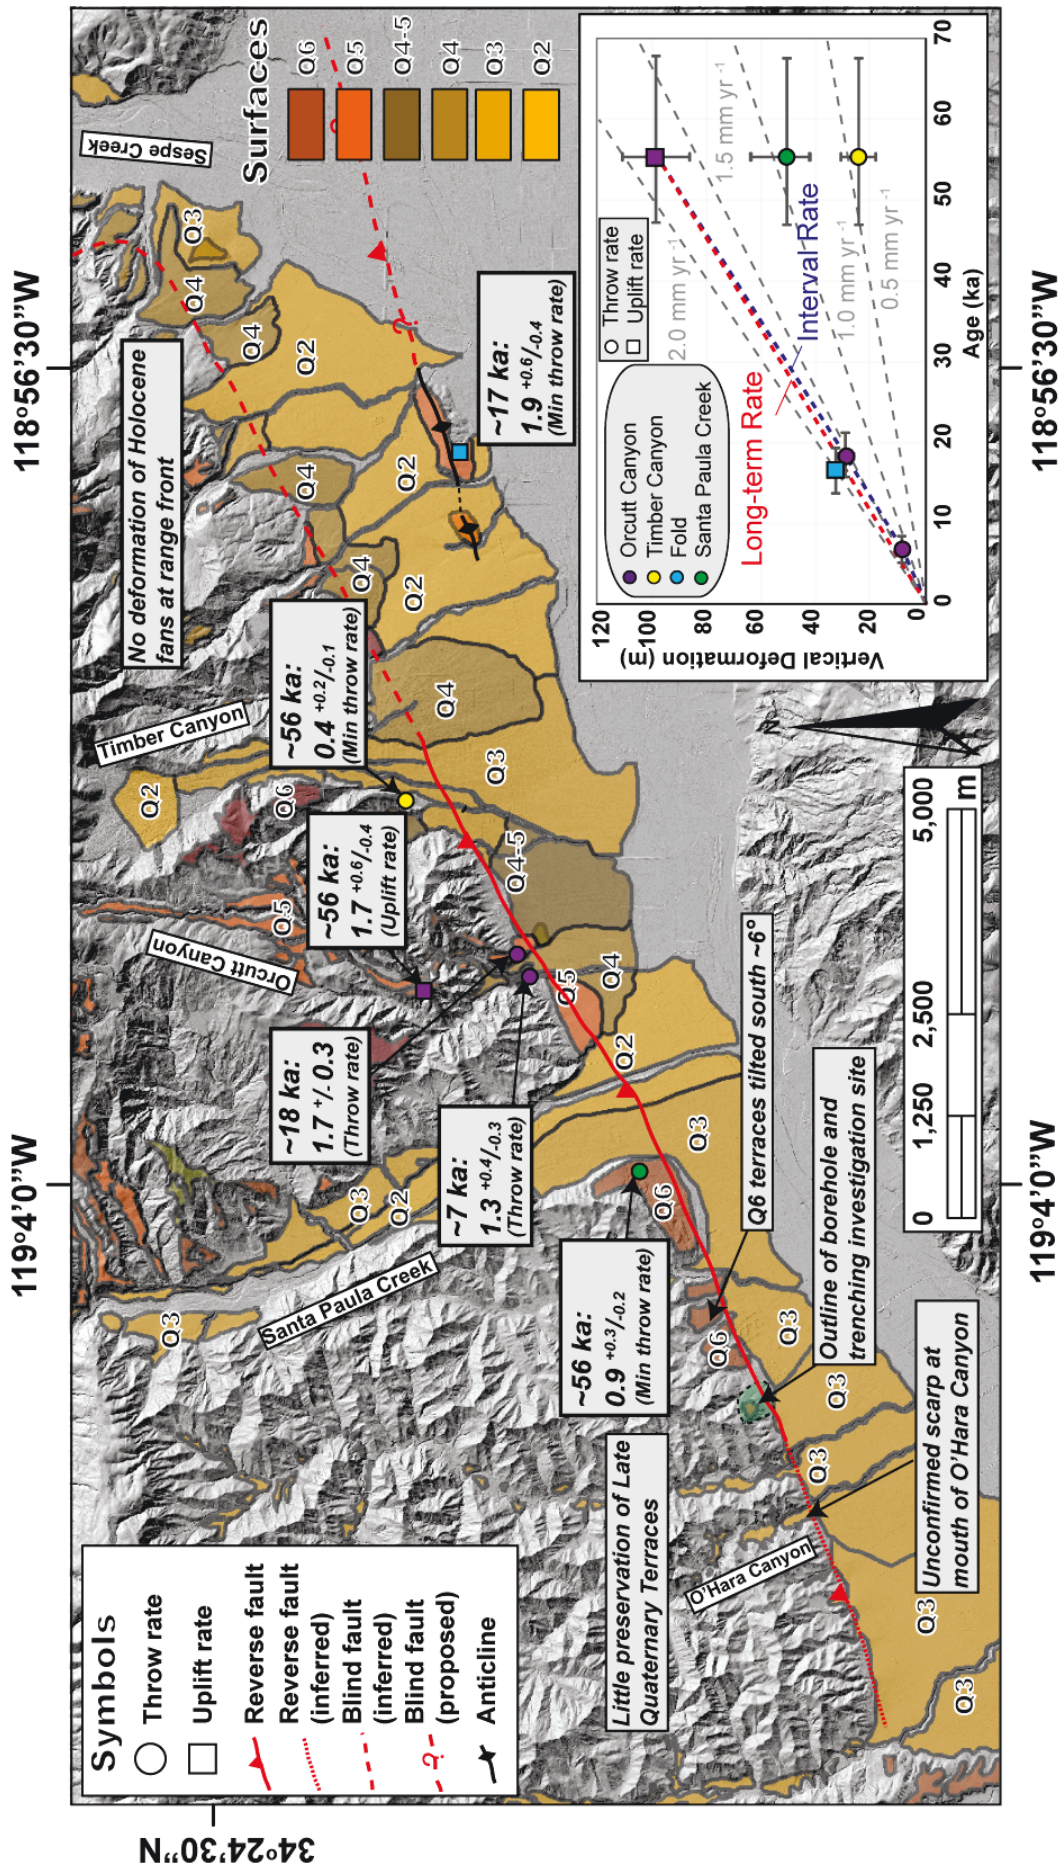 118°56'30"W
119°4'0"W
34°24'30"N
Symbols
Throw rate
Uplift rate
Reverse fault
Reverse fault
(inferred)
Blind fault
(inferred)
Blind fault
(proposed)
Anticline
Surfaces
Q6
Q5
Q4-5
Q4
Q3
Q2
Sespe Creek
Timber Canyon
Orcutt Canyon
Santa Paula Creek
O'Hara Canyon
No deformation of Holocene
fans at range front
Little preservation of Late
Quaternary Terraces
~56 ka:
0.4 +0.2/-0.1
(Min throw rate)
~56 ka:
1.7 +0.6/-0.4
(Uplift rate)
~18 ka:
1.7 +/- 0.3
(Throw rate)
~7 ka:
1.3 +0.4/-0.3
(Throw rate)
~56 ka:
0.9 +0.3/-0.2
(Min throw rate)
~17 ka:
1.9 +0.6/-0.4
(Min throw rate)
Q6 terraces tilted south ~6°
Outline of borehole and
trenching investigation site
Unconfirmed scarp at
mouth of O'Hara Canyon
Q3
Q3
Q2
Q3
Q3
Q3
Q3
Q3
Q6
Q6
Q3
Q2
Q5
Q4
Q4-5
Q5
Q6
Q2
Q3
Q4
Q4
Q2
Q4
Q2
Q2
Q4
Q4
Q3
N
0
1,250
2,500
5,000
m
Orcutt Canyon
Timber Canyon
Fold
Santa Paula Creek
Throw rate
Uplift rate
2.0 mm yr-1
1.5 mm yr-1
1.0 mm yr-1
0.5 mm yr-1
Long-term Rate
Interval Rate
Vertical Deformation (m)
120
100
80
60
40
20
0
0
10
20
30
40
50
60
70
Age (ka)
119°4'0"W
118°56'30"W